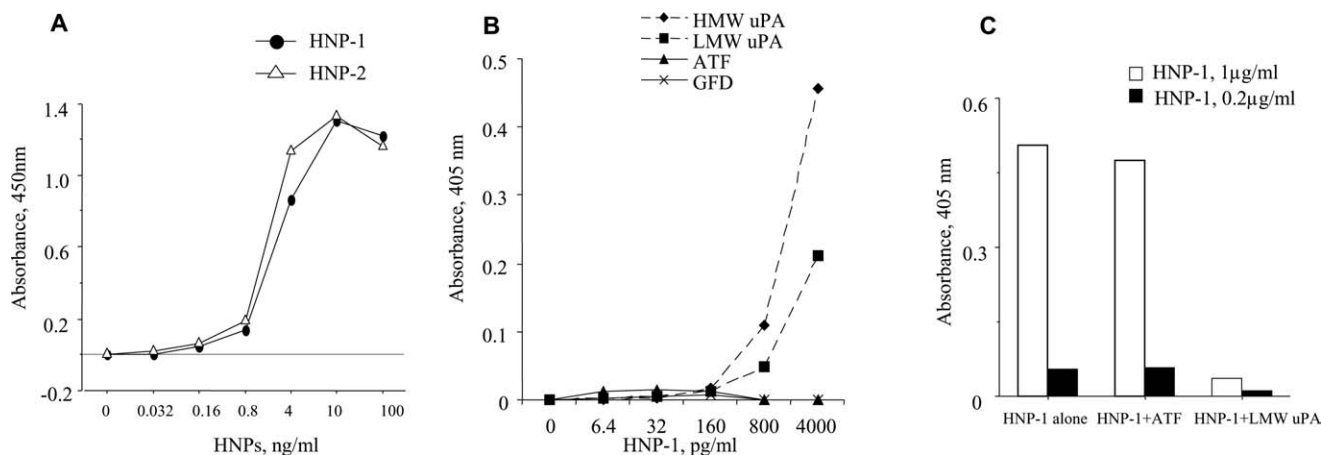 A
HNP-1
HNP-2
1.4
1.0
0.6
0.2
-0.2
Absorbance, 450nm
0 0.032 0.16 0.8 4 10 100
HNPs, ng/ml
B
HMW uPA
LMW uPA
ATF
GFD
0.5
0.4
0.3
0.2
0.1
0
Absorbance, 405 nm
0 6.4 32 160 800 4000
HNP-1, pg/ml
C
HNP-1, 1µg/ml
HNP-1, 0.2µg/ml
0.6
0.3
0
Absorbance, 405 nm
HNP-1 alone HNP-1+ATF HNP-1+LMW uPA